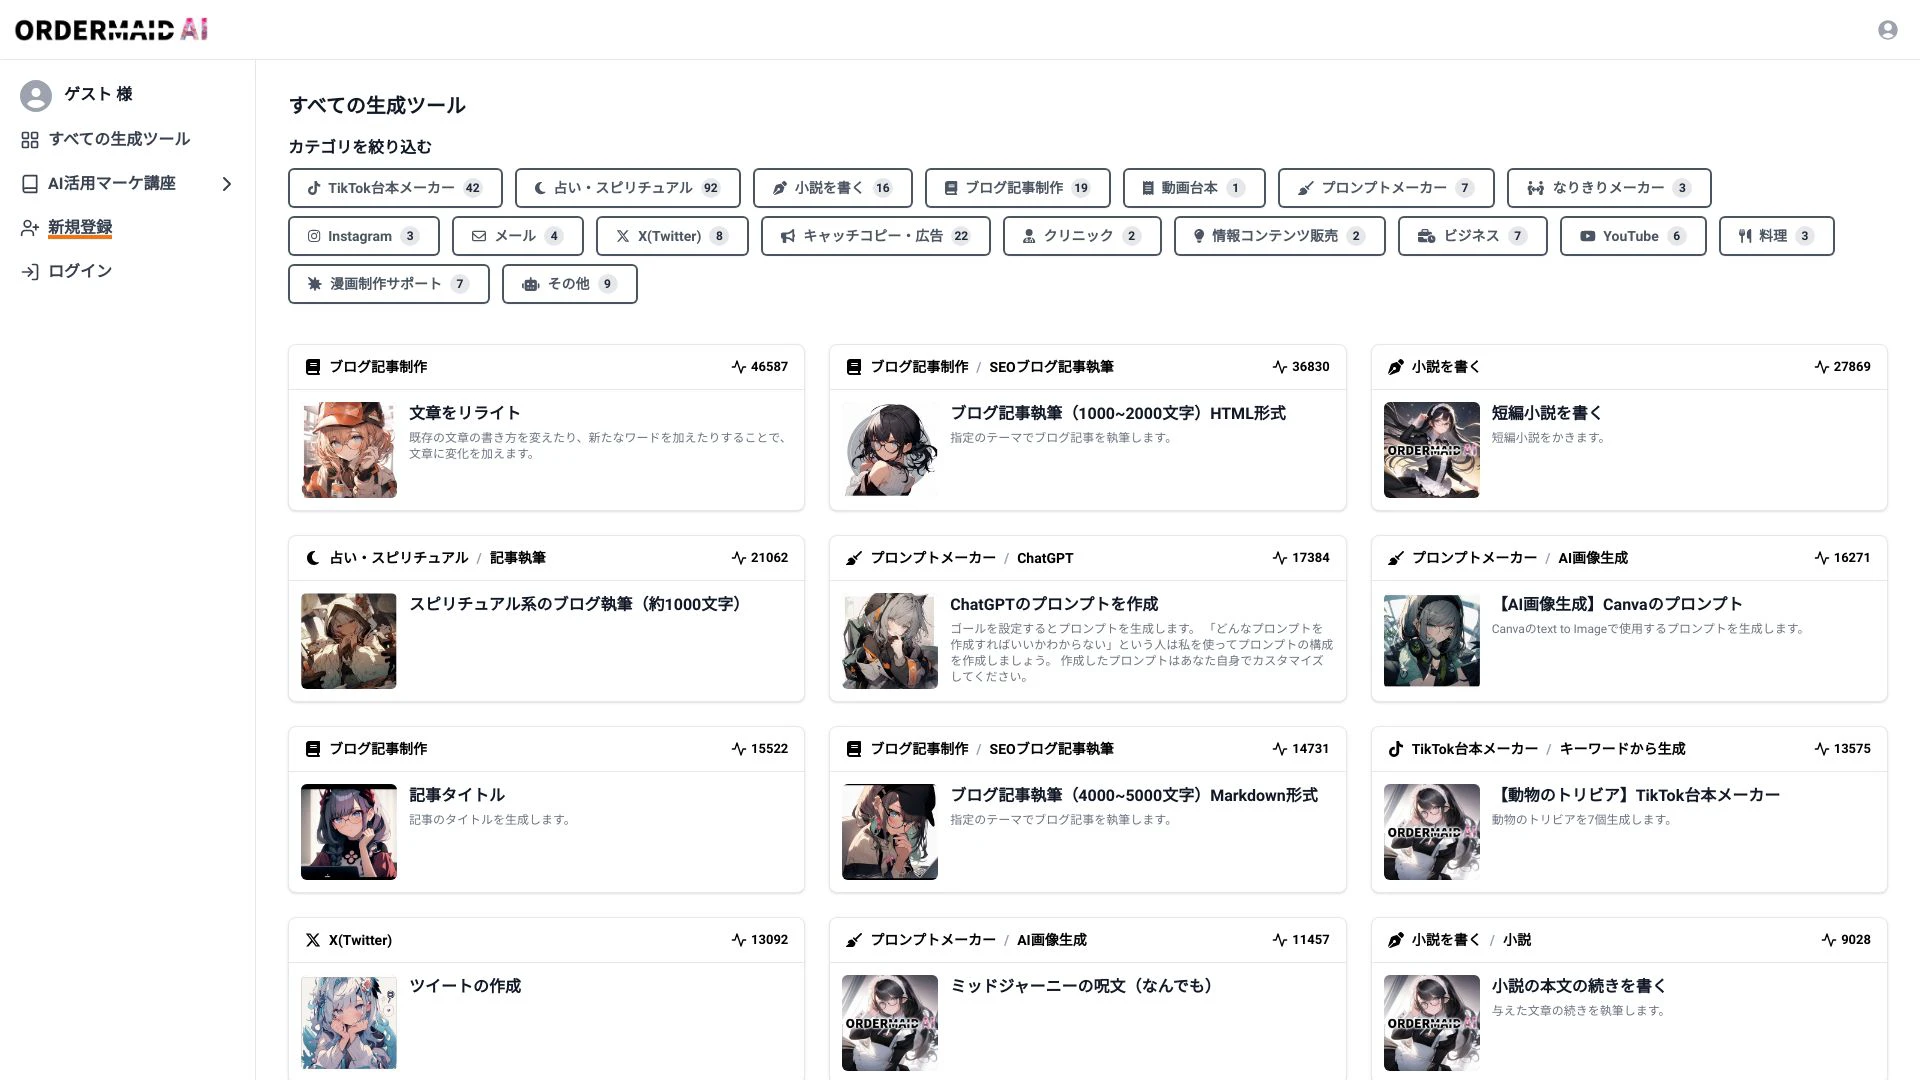 ORDERMAID AI
ゲスト 様
すべての生成ツール
AI活用マーケ講座
新規登録
ログイン
すべての生成ツール
カテゴリを絞り込む
TikTok台本メーカー 42
占い・スピリチュアル 92
小説を書く 16
ブログ記事制作 19
動画台本 1
プロンプトメーカー 7
なりきりメーカー 3
Instagram 3
メール 4
X(Twitter) 8
キャッチコピー・広告 22
クリニック 2
情報コンテンツ販売 2
ビジネス 7
YouTube 6
料理 3
漫画制作サポート 7
その他 9
ブログ記事制作 46587
文章をリライト
既存の文章の書き方を変えたり、新たなワードを加えたりすることで、
文章に変化を加えます。
ブログ記事制作 / SEOブログ記事執筆 36830
ブログ記事執筆（1000~2000文字）HTML形式
指定のテーマでブログ記事を執筆します。
小説を書く 27869
ORDERMAID AI
短編小説を書く
短編小説をかきます。
占い・スピリチュアル / 記事執筆 21062
スピリチュアル系のブログ執筆（約1000文字）
プロンプトメーカー / ChatGPT 17384
ChatGPTのプロンプトを作成
ゴールを設定するとプロンプトを生成します。 「どんなプロンプトを
作成すればいいかわからない」という人は私を使ってプロンプトの構成
を作成しましょう。 作成したプロンプトはあなた自身でカスタマイズ
してください。
プロンプトメーカー / AI画像生成 16271
【AI画像生成】Canvaのプロンプト
Canvaのtext to Imageで使用するプロンプトを生成します。
ブログ記事制作 15522
記事タイトル
記事のタイトルを生成します。
ブログ記事制作 / SEOブログ記事執筆 14731
ブログ記事執筆（4000~5000文字）Markdown形式
指定のテーマでブログ記事を執筆します。
TikTok台本メーカー / キーワードから生成 13575
ORDERMAID AI
【動物のトリビア】TikTok台本メーカー
動物のトリビアを7個生成します。
X(Twitter) 13092
ツイートの作成
プロンプトメーカー / AI画像生成 11457
ORDERMAID AI
ミッドジャーニーの呪文（なんでも）
小説を書く / 小説 9028
ORDERMAID AI
小説の本文の続きを書く
与えた文章の続きを執筆します。